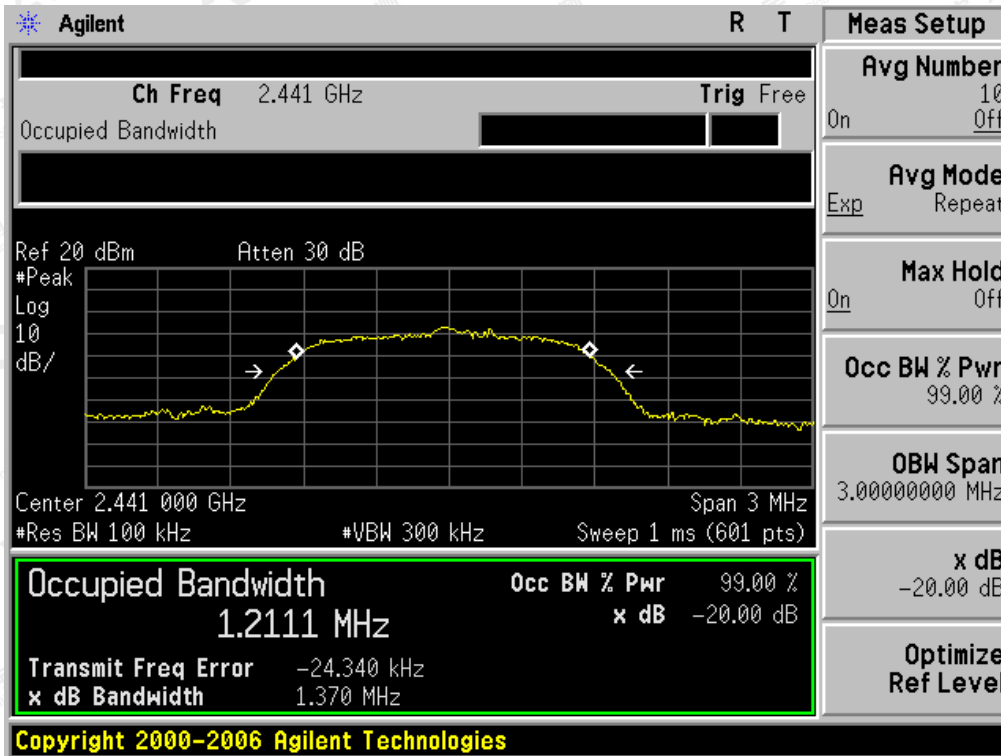 Agilent R T
Ch Freq 2.441 GHz Trig Free
Occupied Bandwidth
Ref 20 dBm Atten 30 dB
#Peak
Log
10
dB/
Center 2.441 000 GHz Span 3 MHz
#Res BW 100 kHz #VBW 300 kHz Sweep 1 ms (601 pts)
Occupied Bandwidth Occ BW % Pwr 99.00 %
1.2111 MHz x dB -20.00 dB
Transmit Freq Error -24.340 kHz
x dB Bandwidth 1.370 MHz
Copyright 2000-2006 Agilent Technologies
Meas Setup
Avg Number
10
On Off
Avg Mode
Exp Repeat
Max Hold
On Off
Occ BW % Pwr
99.00 %
OBW Span
3.00000000 MHz
x dB
-20.00 dB
Optimize
Ref Level